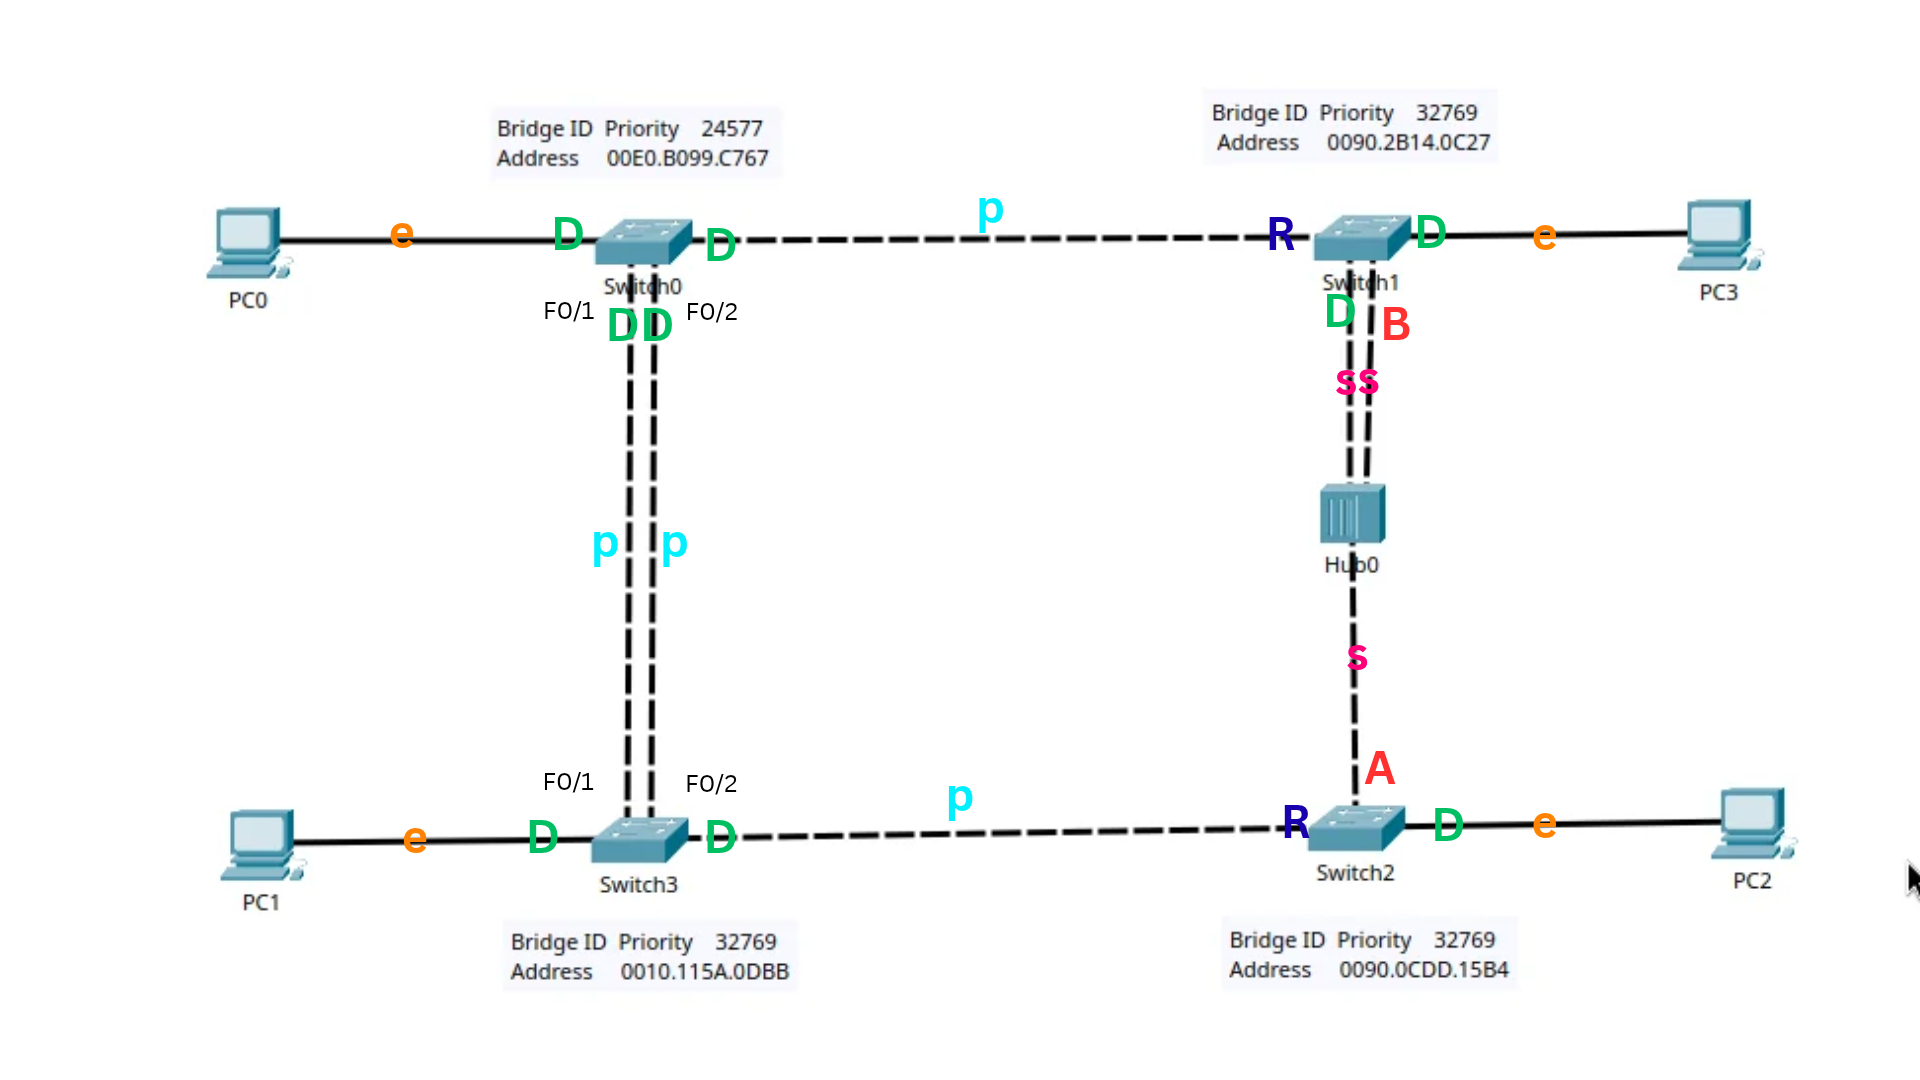 Bridge ID Priority 32769
Address 0090.2B14.0C27
Bridge ID Priority 24577
Address 00E0.B099.C767
p
e D D R D e
PC0 Switch0 Switch1 PC3
F0/1 D D F0/2 D B
s s
p p
Hub0
s
F0/1 F0/2 A
p
e D D R D e
PC1 Switch3 Switch2 PC2
Bridge ID Priority 32769
Address 0010.115A.0DBB
Bridge ID Priority 32769
Address 0090.0CDD.15B4